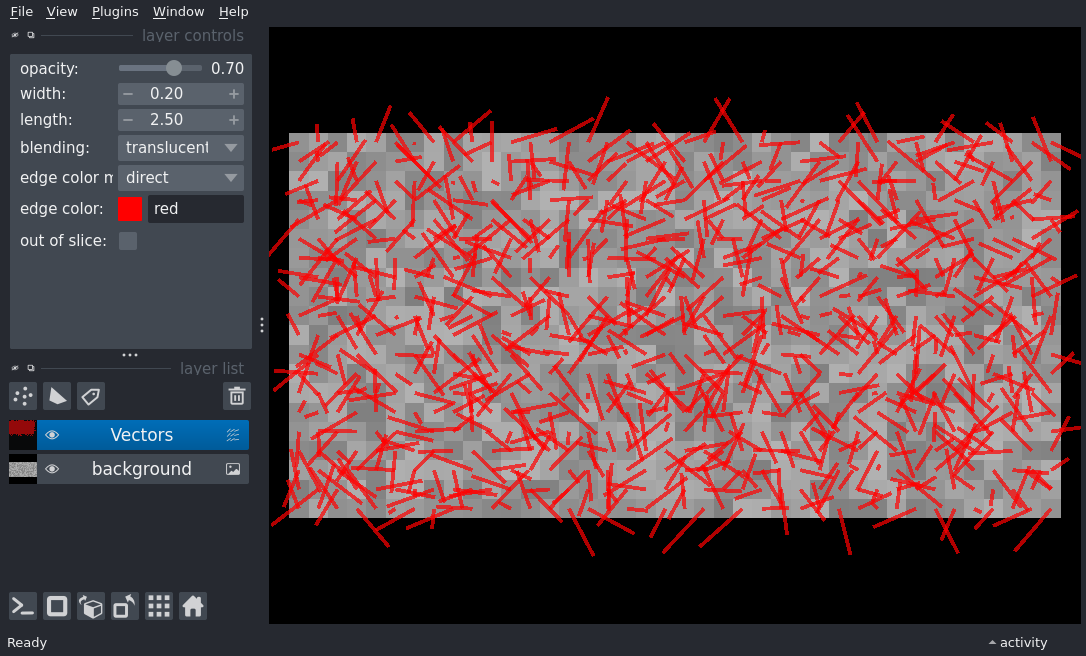 File View Plugins Window Help
layer controls
opacity: 0.70
width: − 0.20 +
length: − 2.50 +
blending: translucent
edge color m direct
edge color: red
out of slice:
layer list
Vectors
background
Ready
activity